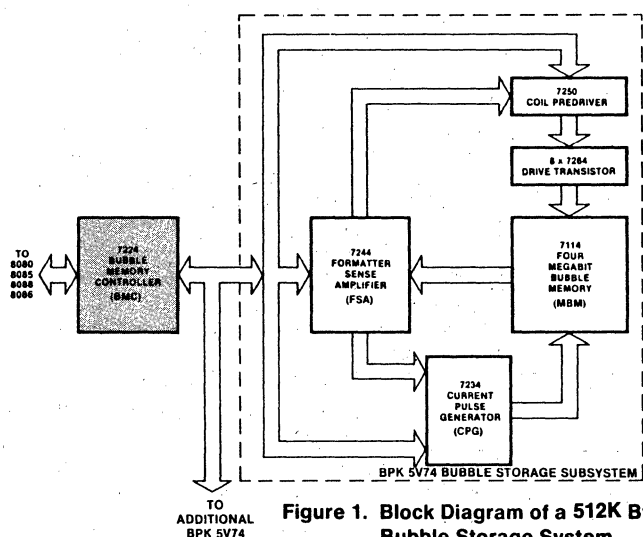 7250
COIL PREDRIVER
8 x 7264
DRIVE TRANSISTOR
TO
8080
8085
8088
8086
7224
BUBBLE
MEMORY
CONTROLLER
(BMC)
7244
FORMATTER
SENSE
AMPLIFIER
(FSA)
7114
FOUR
MEGABIT
BUBBLE
MEMORY
(MBM)
7234
CURRENT
PULSE
GENERATOR
(CPG)
BPK 5V74 BUBBLE STORAGE SUBSYSTEM
TO
ADDITIONAL
BPK 5V74
Figure 1. Block Diagram of a 512K
Bubble Storage System